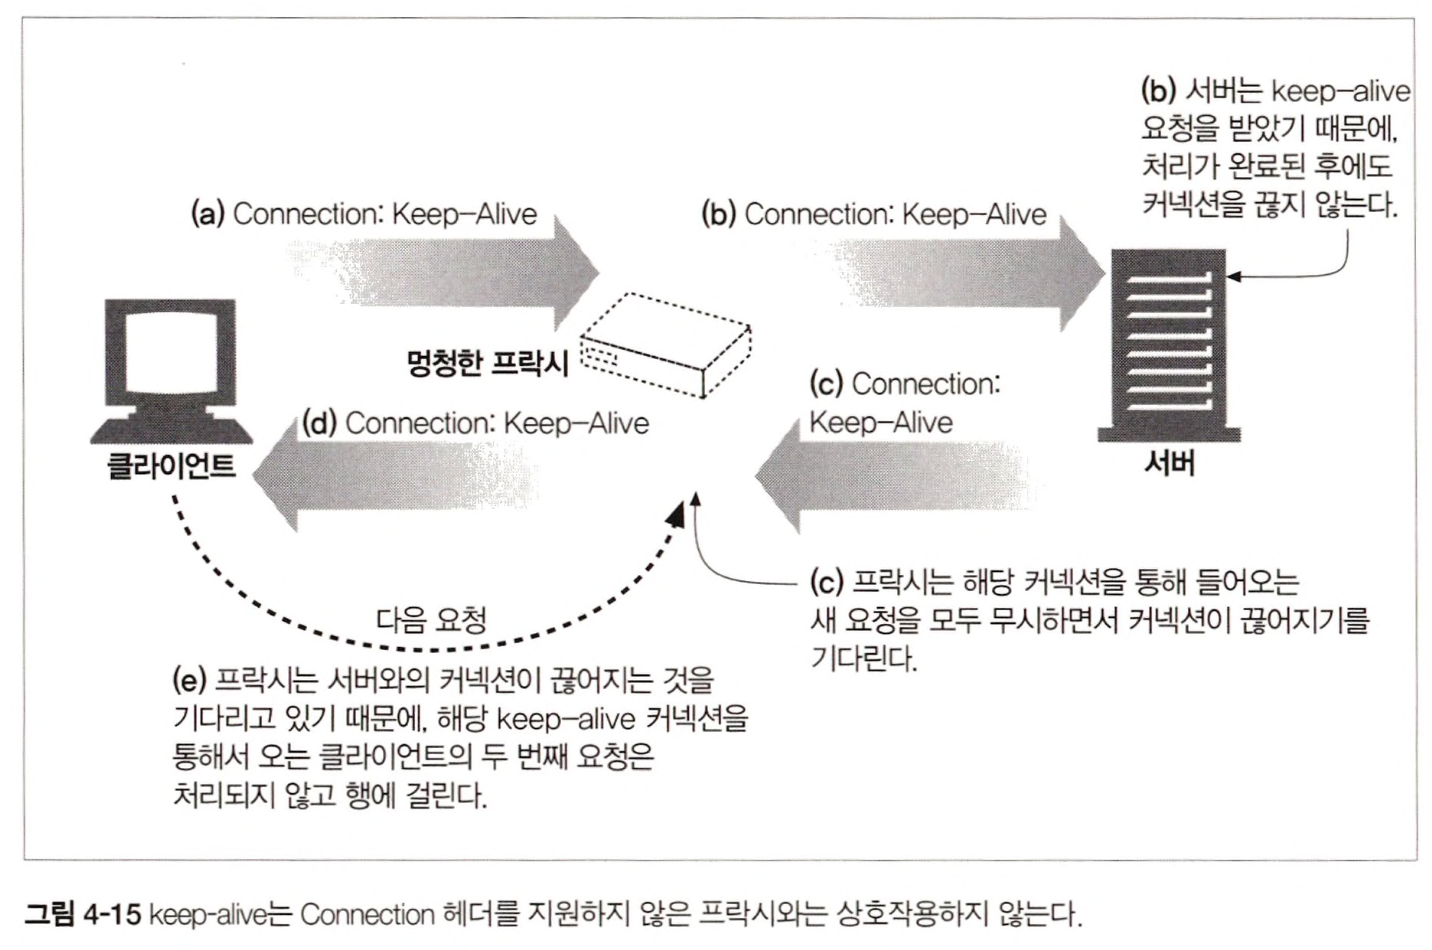 (b) 서버는 keep-alive
요청을 받았기 때문에,
처리가 완료된 후에도
커넥션을 끊지 않는다.
(a) Connection: Keep-Alive
(b) Connection: Keep-Alive
멍청한 프락시
(c) Connection:
Keep-Alive
(d) Connection: Keep-Alive
클라이언트
서버
(c) 프락시는 해당 커넥션을 통해 들어오는
새 요청을 모두 무시하면서 커넥션이 끊어지기를
기다린다.
다음 요청
(e) 프락시는 서버와의 커넥션이 끊어지는 것을
기다리고 있기 때문에, 해당 keep-alive 커넥션을
통해서 오는 클라이언트의 두 번째 요청은
처리되지 않고 행에 걸린다.
그림 4-15 keep-alive는 Connection 헤더를 지원하지 않은 프락시와는 상호작용하지 않는다.